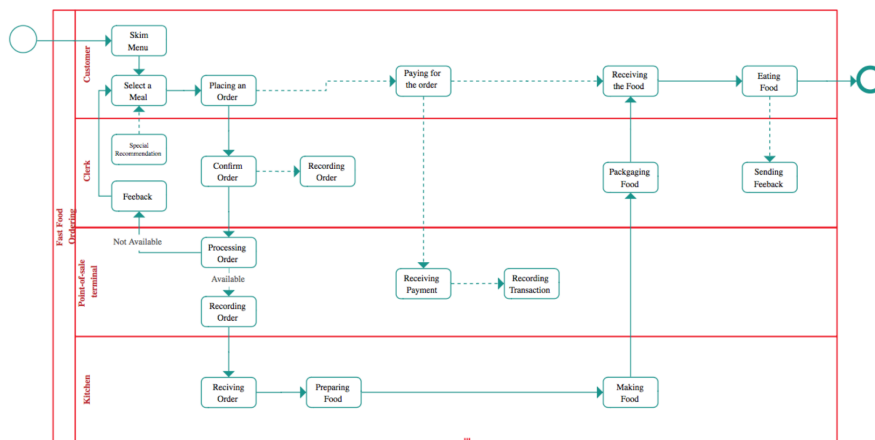 Fast Food
Ordering
Customer
Skim
Menu
Select a
Meal
Placing an
Order
Paying for
the order
Receiving
the Food
Eating
Food
Clerk
Special
Recommendation
Confirm
Order
Recording
Order
Packgaging
Food
Sending
Feeback
Feeback
Point-of-sale
terminal
Not Available
Processing
Order
Available
Receiving
Payment
Recording
Transaction
Recording
Order
Kitchen
Reciving
Order
Preparing
Food
Making
Food